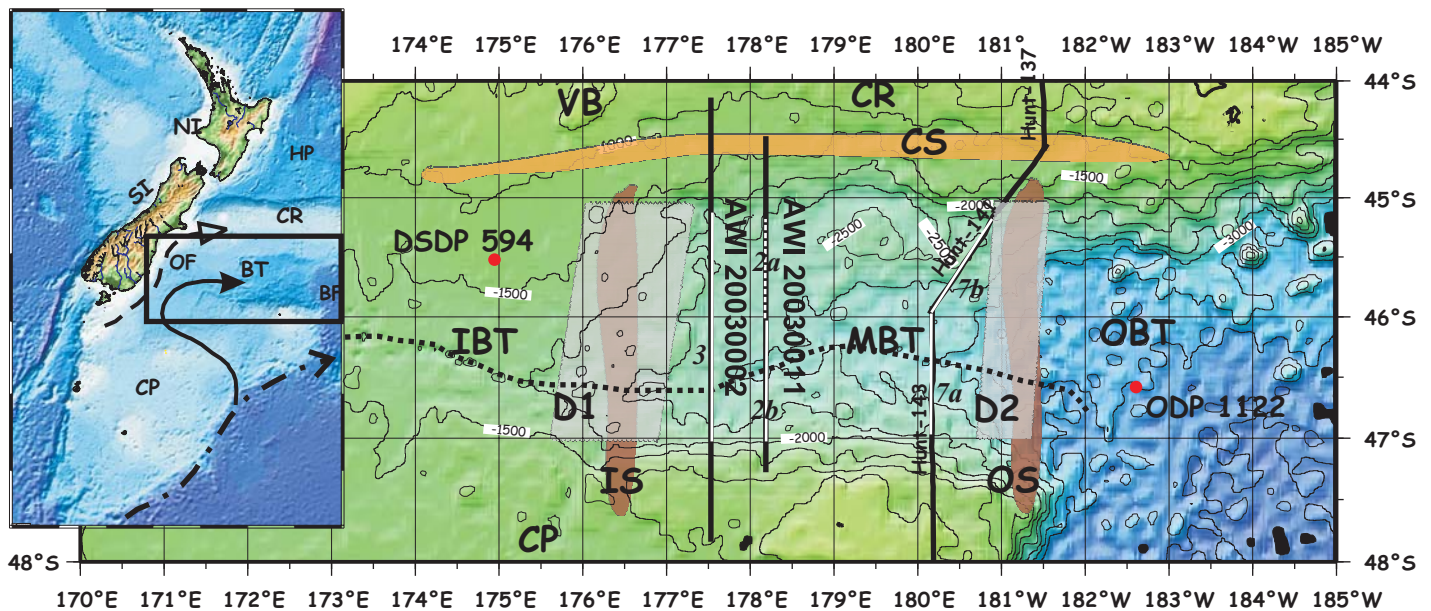 174°E 175°E 176°E 177°E 178°E 179°E 180°E 181° 182°W 183°W 184°W 185°W
44°S
45°S
46°S
47°S
48°S
48°S
170°E 171°E 172°E 173°E 174°E 175°E 176°E 177°E 178°E 179°E 180°E 181°E 182°W 183°W 184°W 185°W
NI
HP
SI
CR
OF
BT
BF
CP
VB
CR
Hunt-137
CS
-1500
-2000
DSDP 594
-2500
-3000
Hunt-142
-1500
AWI 20030002
AWI 20030011
2a
7b
IBT
3
MBT
OBT
D1
2b
Hunt-143
7a
D2
ODP 1122
-1500
-2000
IS
OS
CP